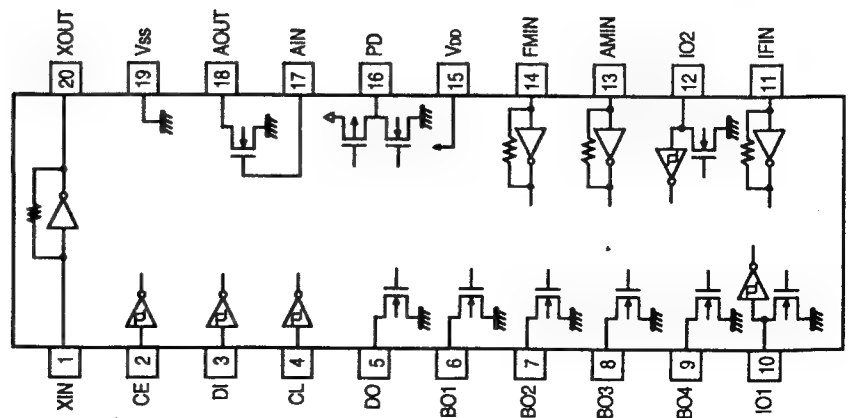 XOUT
Vss
AOUT
AIN
PD
VDD
FMIN
AMIN
IO2
IFIN
20
19
18
17
16
15
14
13
12
11
1
2
3
4
5
6
7
8
9
10
XIN
CE
DI
CL
DO
BO1
BO2
BO3
BO4
IO1